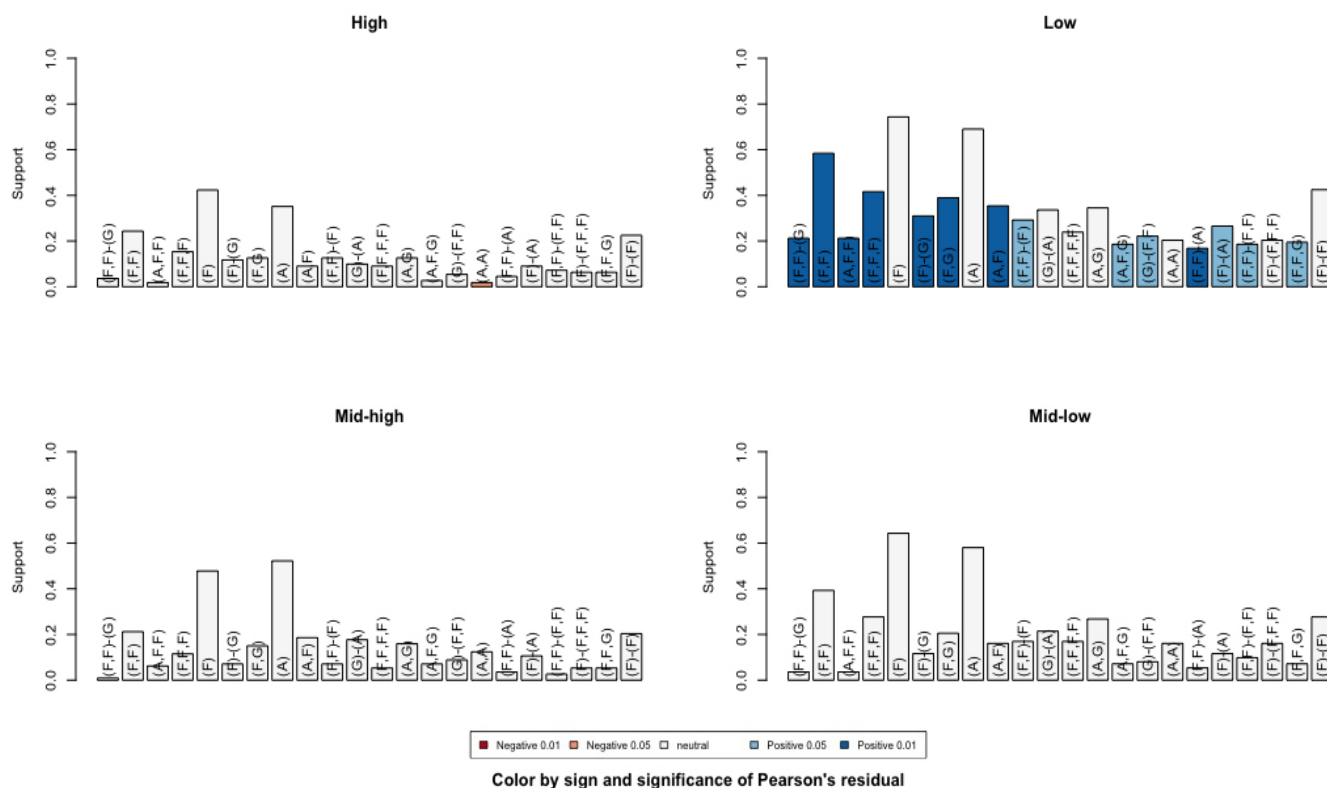 High
Support
0.0 0.2 0.4 0.6 0.8 1.0
(F,F)-(G) (F,F) (A,F,F) (F,F,F) (F) (F)-(G) (F,G) (A) (A,F) (F,F)-(F) (G)-(A) (F,F,F,F) (A,G) (A,F,G) (G)-(F,F) (A,A) (F,F)-(A) (F)-(A) (F,F)-(F,F) (F)-(F,F,F) (F,F,G) (F)-(F)
Low
Support
0.0 0.2 0.4 0.6 0.8 1.0
(F,F)-(G) (F,F) (A,F,F) (F,F,F) (F) (F)-(G) (F,G) (A) (A,F) (F,F)-(F) (G)-(A) (F,F,F,F) (A,G) (A,F,G) (G)-(F,F) (A,A) (F,F)-(A) (F)-(A) (F,F)-(F,F) (F)-(F,F,F) (F,F,G) (F)-(F)
Mid-high
Support
0.0 0.2 0.4 0.6 0.8 1.0
(F,F)-(G) (F,F) (A,F,F) (F,F,F) (F) (F)-(G) (F,G) (A) (A,F) (F,F)-(F) (G)-(A) (F,F,F,F) (A,G) (A,F,G) (G)-(F,F) (A,A) (F,F)-(A) (F)-(A) (F,F)-(F,F) (F)-(F,F,F) (F,F,G) (F)-(F)
Mid-low
Support
0.0 0.2 0.4 0.6 0.8 1.0
(F,F)-(G) (F,F) (A,F,F) (F,F,F) (F) (F)-(G) (F,G) (A) (A,F) (F,F)-(F) (G)-(A) (F,F,F,F) (A,G) (A,F,G) (G)-(F,F) (A,A) (F,F)-(A) (F)-(A) (F,F)-(F,F) (F)-(F,F,F) (F,F,G) (F)-(F)
Negative 0.01 Negative 0.05 neutral Positive 0.05 Positive 0.01
Color by sign and significance of Pearson's residual